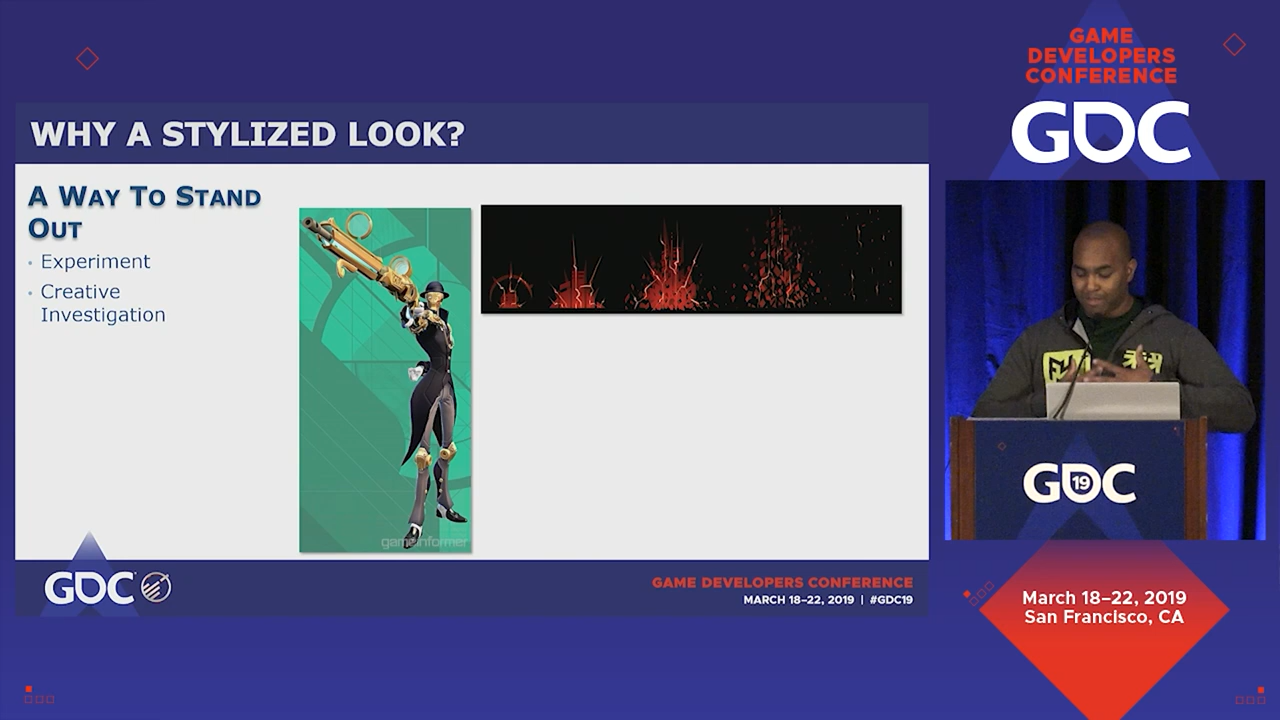 GAME
DEVELOPERS
CONFERENCE
GDC
WHY A STYLIZED LOOK?
A WAY TO STAND
OUT
• Experiment
• Creative
Investigation
gameinformer
GDC
GAME DEVELOPERS CONFERENCE
MARCH 18–22, 2019 | #GDC19
GDC
19
March 18–22, 2019
San Francisco, CA